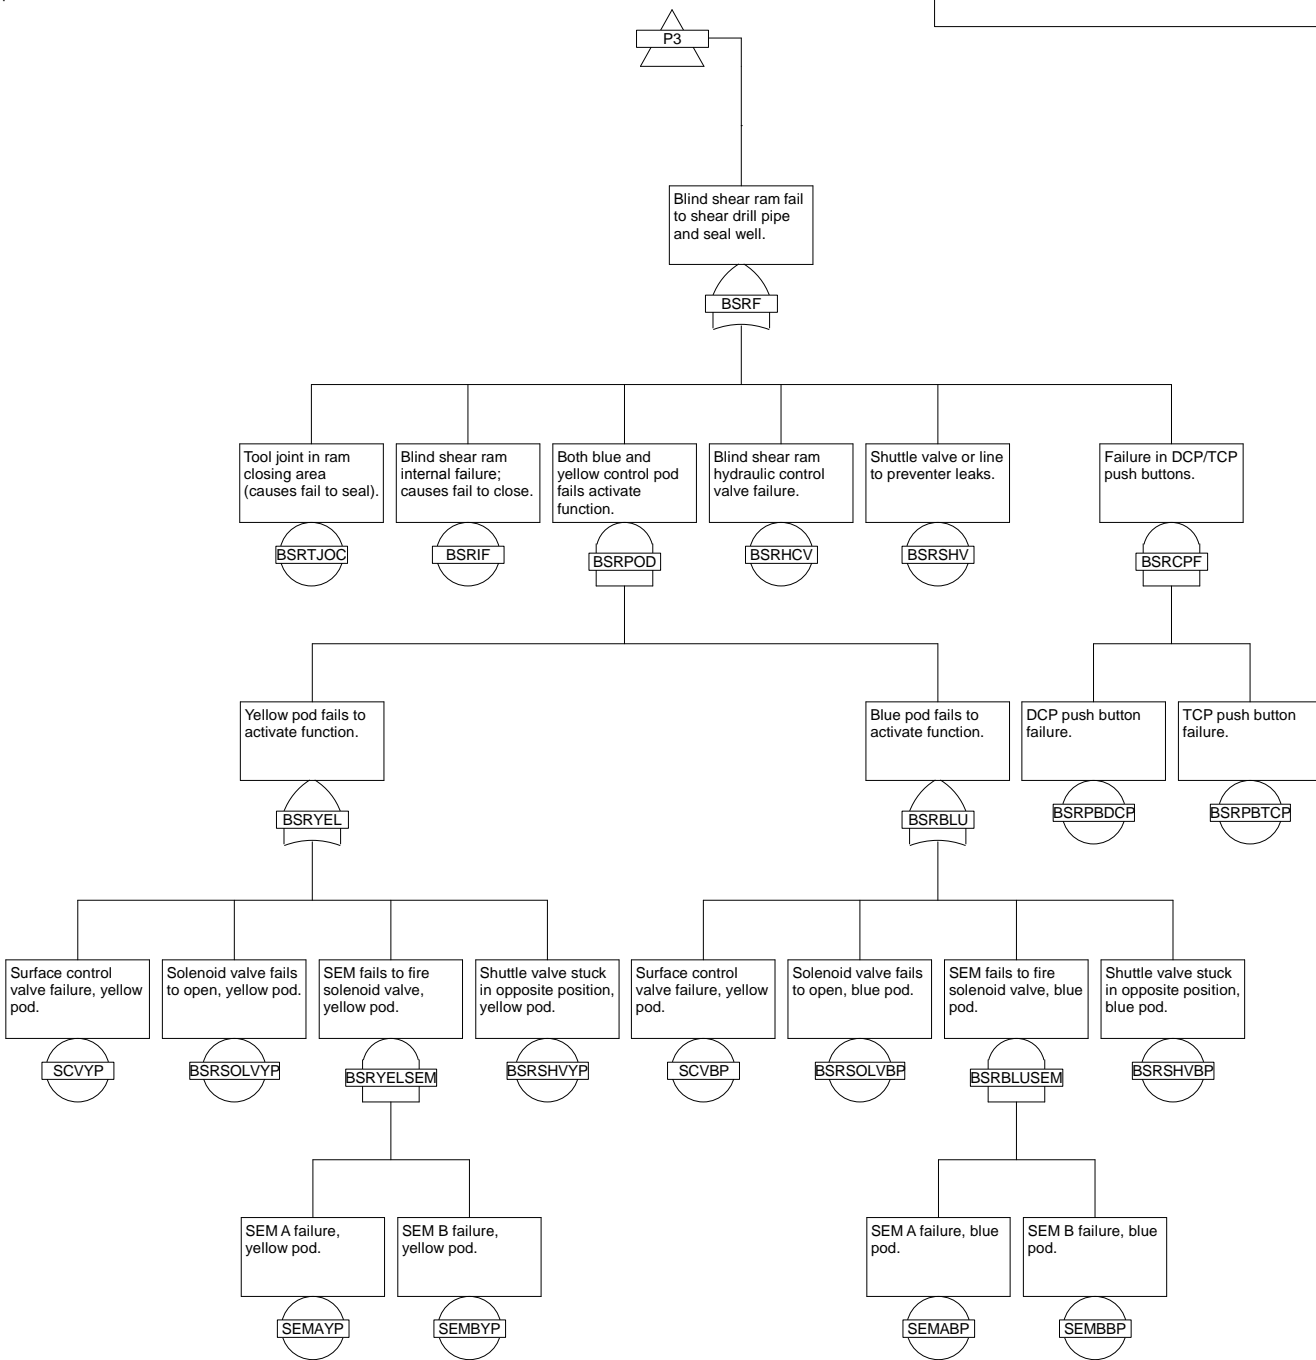 P3
Blind shear ram fail
to shear drill pipe
and seal well.
BSRF
Tool joint in ram
closing area
(causes fail to seal).
BSRTJOC
Blind shear ram
internal failure;
causes fail to close.
BSRIF
Both blue and
yellow control pod
fails activate
function.
BSRPOD
Blind shear ram
hydraulic control
valve failure.
BSRHCV
Shuttle valve or line
to preventer leaks.
BSRSHV
Failure in DCP/TCP
push buttons.
BSRCPF
Yellow pod fails to
activate function.
BSRYEL
Blue pod fails to
activate function.
BSRBLU
DCP push button
failure.
BSRPBDCP
TCP push button
failure.
BSRPBTCP
Surface control
valve failure, yellow
pod.
SCVYP
Solenoid valve fails
to open, yellow pod.
BSRSOLVYP
SEM fails to fire
solenoid valve,
yellow pod.
BSRYELSEM
Shuttle valve stuck
in opposite position,
yellow pod.
BSRSHVYP
Surface control
valve failure, yellow
pod.
SCVBP
Solenoid valve fails
to open, blue pod.
BSRSOLVBP
SEM fails to fire
solenoid valve, blue
pod.
BSRBLUSEM
Shuttle valve stuck
in opposite position,
blue pod.
BSRSHVBP
SEM A failure,
yellow pod.
SEMAYP
SEM B failure,
yellow pod.
SEMBYP
SEM A failure, blue
pod.
SEMABP
SEM B failure, blue
pod.
SEMBBP